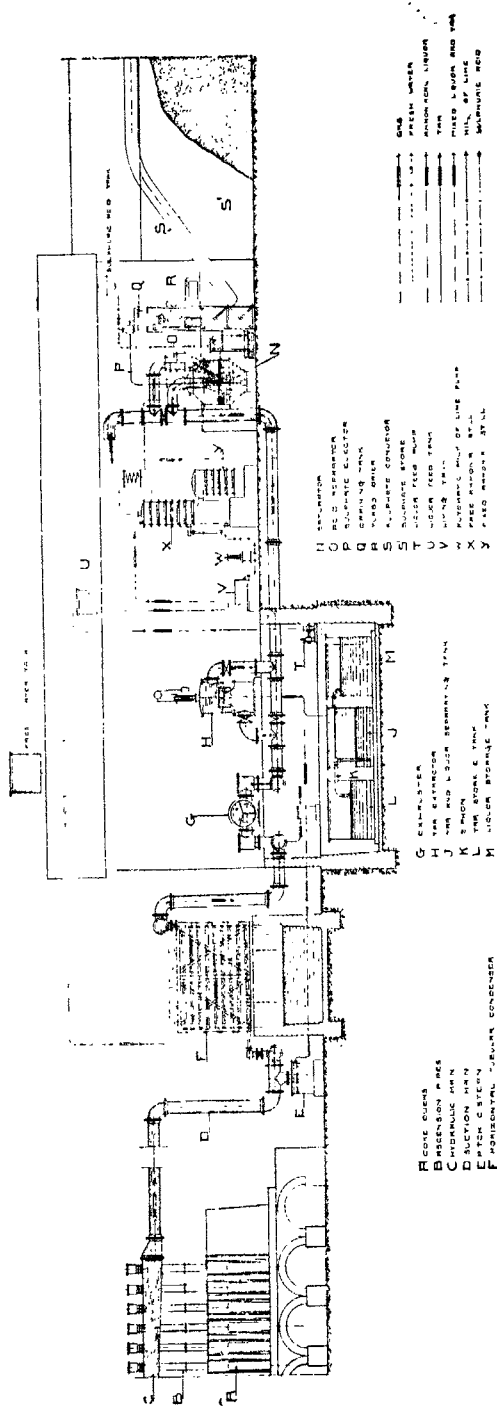 FRESH WATER TANK
SULPHURIC ACID TANK
A
B
C
D
E
F
G
H
J
K
L
M
N
O
P
Q
R
S
S'
T
U
V
W
X
Y
A COKE OVENS
B ASCENSION PIPES
C HYDRAULIC MAIN
D SUCTION MAIN
E PITCH CISTERN
F HORIZONTAL TUBULAR CONDENSER
G EXHAUSTER
H TAR EXTRACTOR
J TAR AND LIQUOR SEPARATING TANK
K SIPHON
L TAR STORAGE TANK
M LIQUOR STORAGE TANK
N SATURATOR
O ACID SEPARATOR
P SULPHATE EJECTOR
Q DRAINING TANK
R TURBO DRIER
S SULPHATE CONVEYOR
S' SULPHATE STORE
T LIQUOR FEED PUMP
U LIQUOR FEED TANK
V LIMING TANK
W AUTOMATIC MILK OF LIME PUMP
X FREE AMMONIA STILL
Y FIXED AMMONIA STILL
GAS
FRESH WATER
AMMONIACAL LIQUOR
TAR
MIXED LIQUOR AND TAR
MILK OF LIME
SULPHURIC ACID